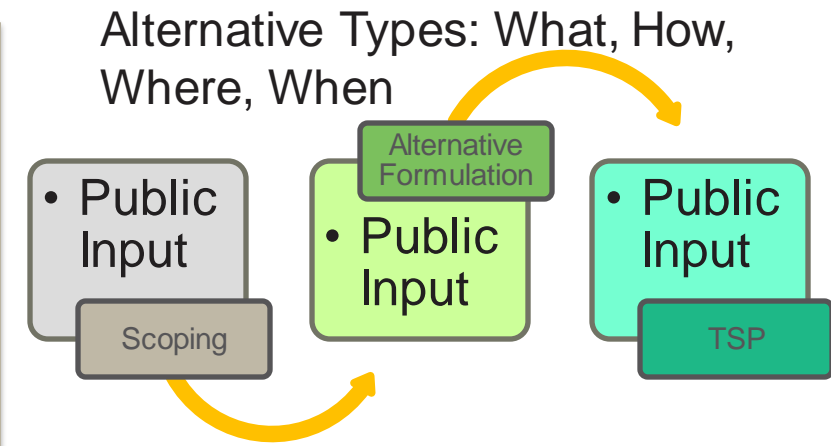 Alternative Types: What, How,
Where, When
• Public
Input
Scoping
Alternative
Formulation
• Public
Input
• Public
Input
TSP